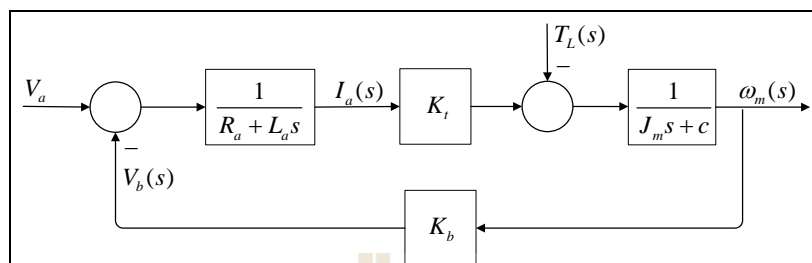 T_L(s)
−
V_a
1
R_a + L_a s
I_a(s)
K_t
1
J_m s + c
ω_m(s)
−
V_b(s)
K_b